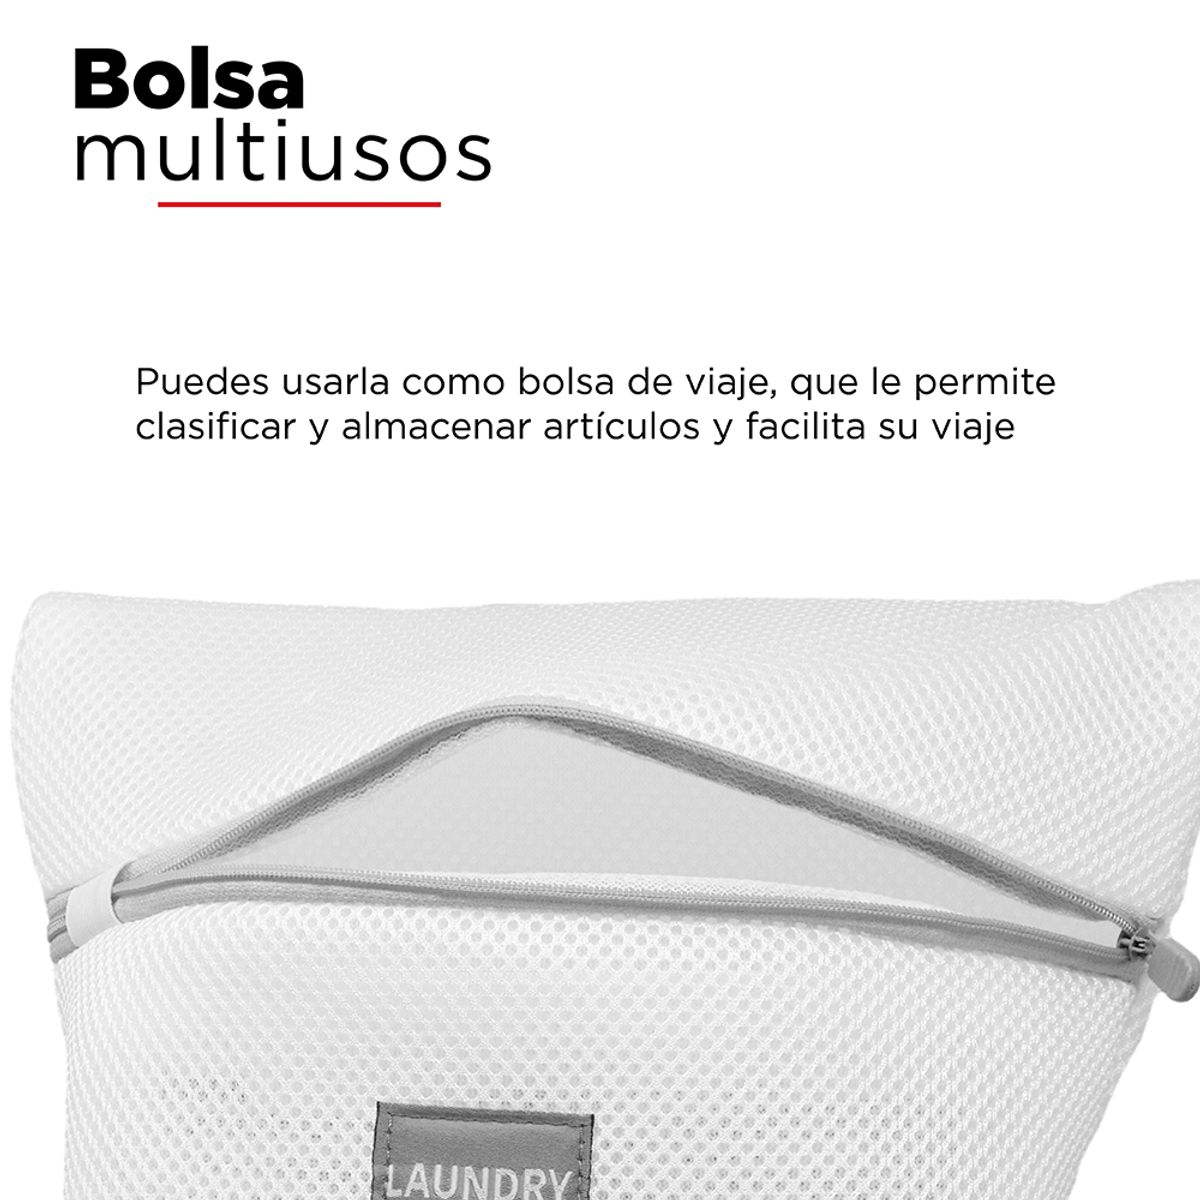 Bolsa
multiusos
Puedes usarla como bolsa de viaje, que le permite
clasificar y almacenar artículos y facilita su viaje
LAUNDRY